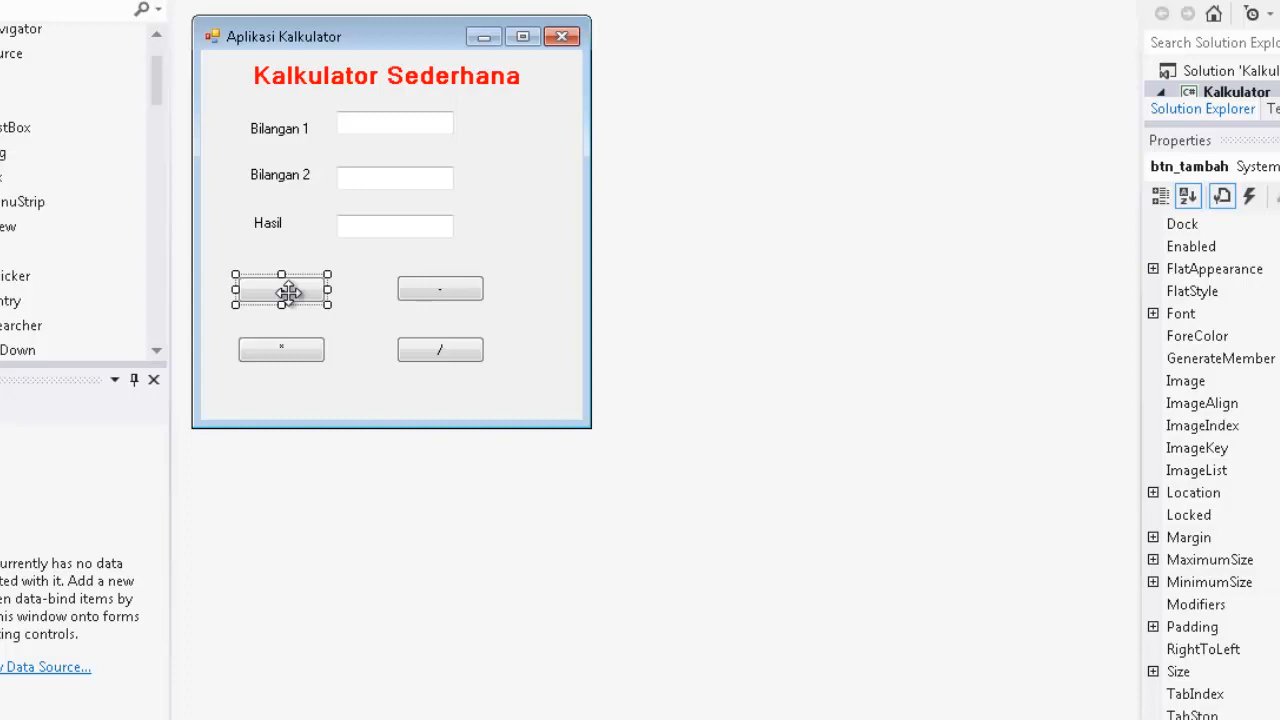 vigator
ource
stBox
g
x
nuStrip
ew
icker
ntry
earcher
Down
urrently has no data
ted with it. Add a new
en data-bind items by
his window onto forms
ting controls.
v Data Source...
Aplikasi Kalkulator
Kalkulator Sederhana
Bilangan 1
Bilangan 2
Hasil
-
* /
Search Solution Explo
Solution 'Kalkul
C# Kalkulator
Solution Explorer Te
Properties
btn_tambah System
Dock
Enabled
FlatAppearance
FlatStyle
Font
ForeColor
GenerateMember
Image
ImageAlign
ImageIndex
ImageKey
ImageList
Location
Locked
Margin
MaximumSize
MinimumSize
Modifiers
Padding
RightToLeft
Size
TabIndex
TabStop